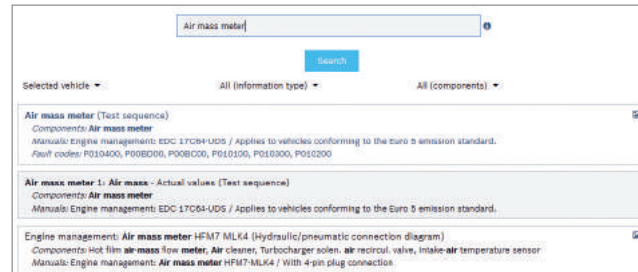 Air mass meter
Search
Selected vehicle
All (information type)
All (components)
Air mass meter (Test sequence)
Components: Air mass meter
Manuals: Engine management: EDC 17C64-UDS / Applies to vehicles conforming to the Euro 5 emission standard.
Fault codes: P010400, P00BD00, P00BC00, P010100, P010300, P010200
Air mass meter 1: Air mass - Actual values (Test sequence)
Components: Air mass meter
Manuals: Engine management: EDC 17C64-UDS / Applies to vehicles conforming to the Euro 5 emission standard.
Engine management: Air mass meter HFM7 MLK4 (Hydraulic/pneumatic connection diagram)
Components: Hot film air-mass flow meter, Air cleaner, Turbocharger solen. air recircul. valve, Intake-air temperature sensor
Manuals: Engine management: Air mass meter HFM7-MLK4 / With 4-pin plug connection